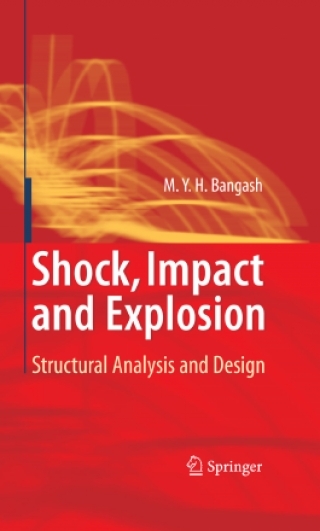 M. Y. H. Bangash
Shock, Impact
and Explosion
Structural Analysis and Design
Springer